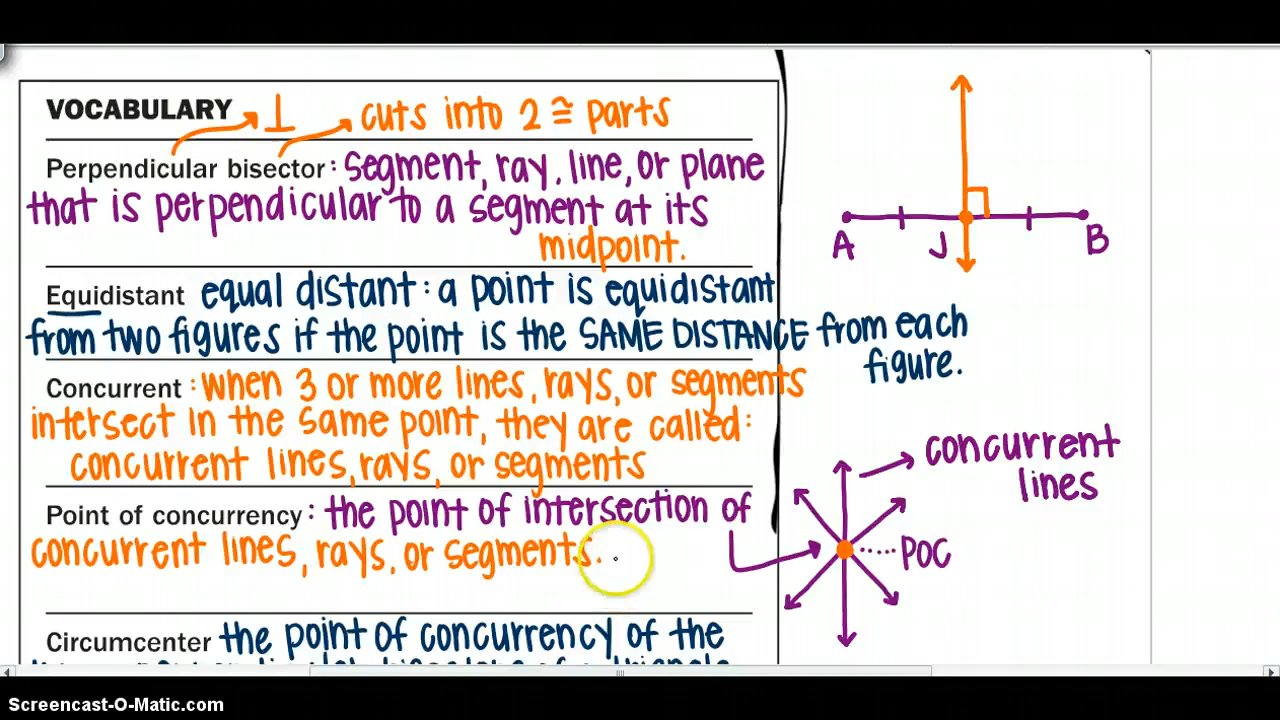 VOCABULARY ⊥ cuts into 2 ≅ parts
Perpendicular bisector: segment, ray, line, or plane
that is perpendicular to a segment at its
midpoint.
Equidistant equal distant: a point is equidistant
from two figures if the point is the SAME DISTANCE from each
figure.
Concurrent: when 3 or more lines, rays, or segments
intersect in the same point, they are called:
concurrent lines, rays, or segments
Point of concurrency: the point of intersection of
concurrent lines, rays, or segments.
Circumcenter the point of concurrency of the
A J B
concurrent
lines
POC
Screencast-O-Matic.com